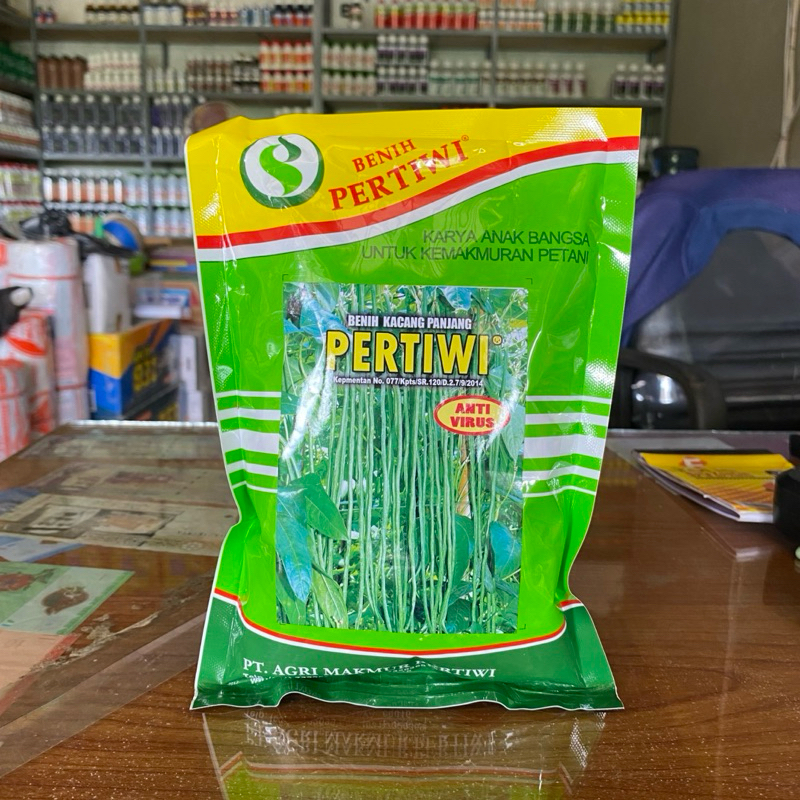 BENIH
PERTIWI®
KARYA ANAK BANGSA
UNTUK KEMAKMURAN PETANI
BENIH KACANG PANJANG
PERTIWI®
Kepmentan No. 077/Kpts/SR.120/D.2.7/9/2014
ANTI
VIRUS
PT. AGRI MAKMUR PERTIWI